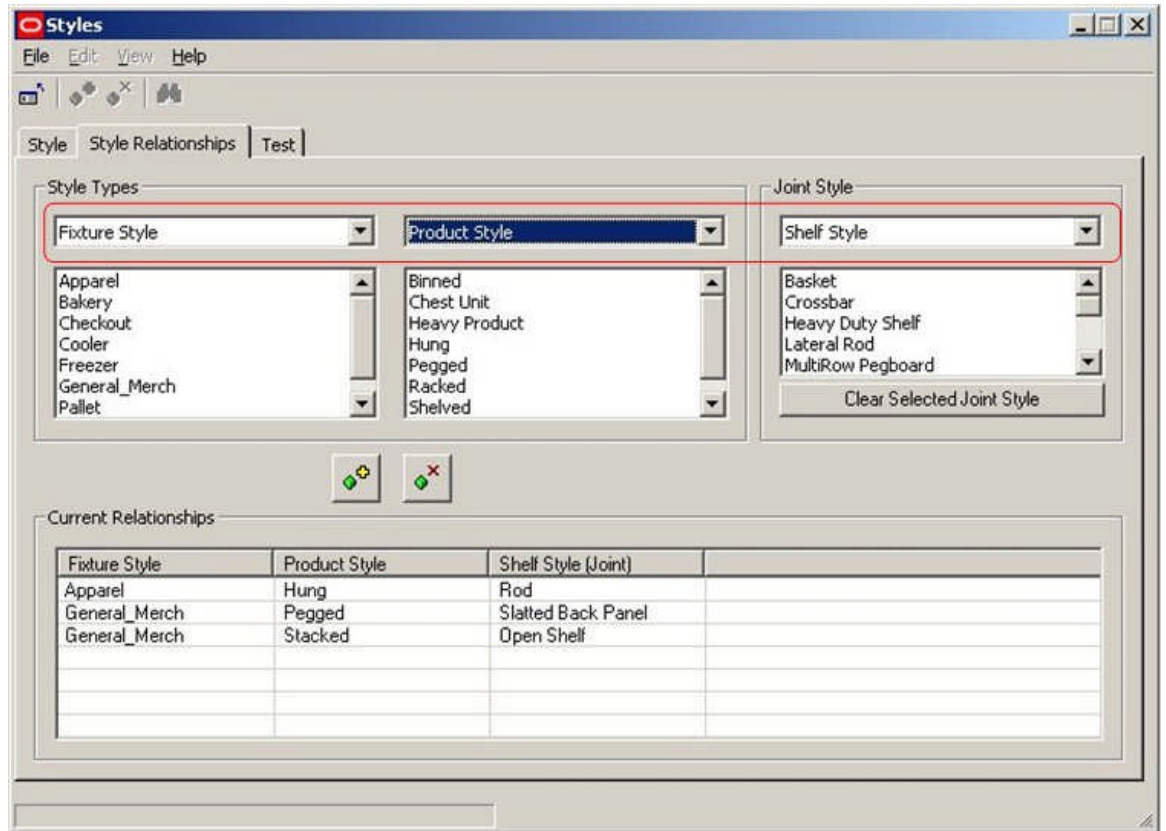 Styles
File Edit View Help
Style Style Relationships Test
Style Types
Joint Style
Fixture Style
Product Style
Shelf Style
Apparel
Bakery
Checkout
Cooler
Freezer
General_Merch
Pallet
Binned
Chest Unit
Heavy Product
Hung
Pegged
Racked
Shelved
Basket
Crossbar
Heavy Duty Shelf
Lateral Rod
MultiRow Pegboard
Clear Selected Joint Style
Current Relationships
Fixture Style Product Style Shelf Style (Joint)
Apparel Hung Rod
General_Merch Pegged Slatted Back Panel
General_Merch Stacked Open Shelf